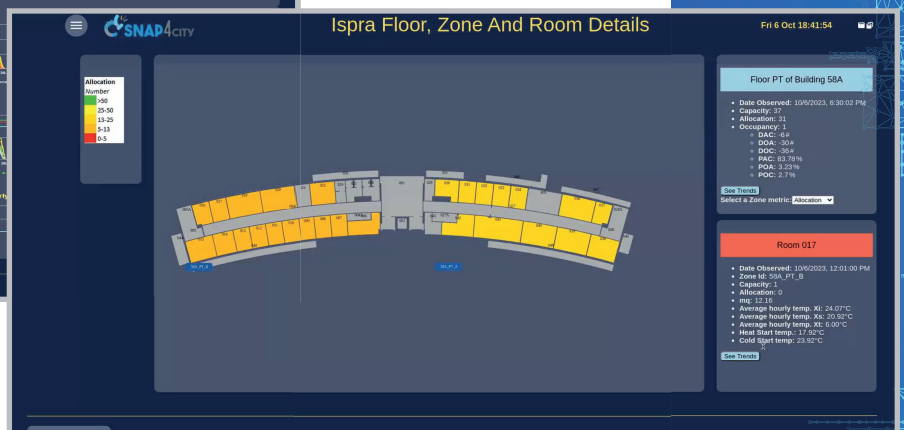 SNAP4CITY
Ispra Floor, Zone And Room Details
Fri 6 Oct 18:41:54
Allocation
Number
>50
25-50
13-25
5-13
0-5
58A_PT_B
58A_PT_A
Floor PT of Building 58A
Date Observed: 10/6/2023, 6:30:02 PM
Capacity: 37
Allocation: 31
Occupancy: 1
DAC: -6#
DOA: -30#
DOC: -36#
PAC: 83.78%
POA: 3.23%
POC: 2.7%
See Trends
Select a Zone metric: Allocation
Room 017
Date Observed: 10/6/2023, 12:01:00 PM
Zone Id: 58A_PT_B
Capacity: 1
Allocation: 0
mq: 12.16
Average hourly temp. Xi: 24.07°C
Average hourly temp. Xs: 20.92°C
Average hourly temp. Xt: 6.00°C
Heat Start temp.: 17.92°C
Cold Start temp: 23.92°C
See Trends